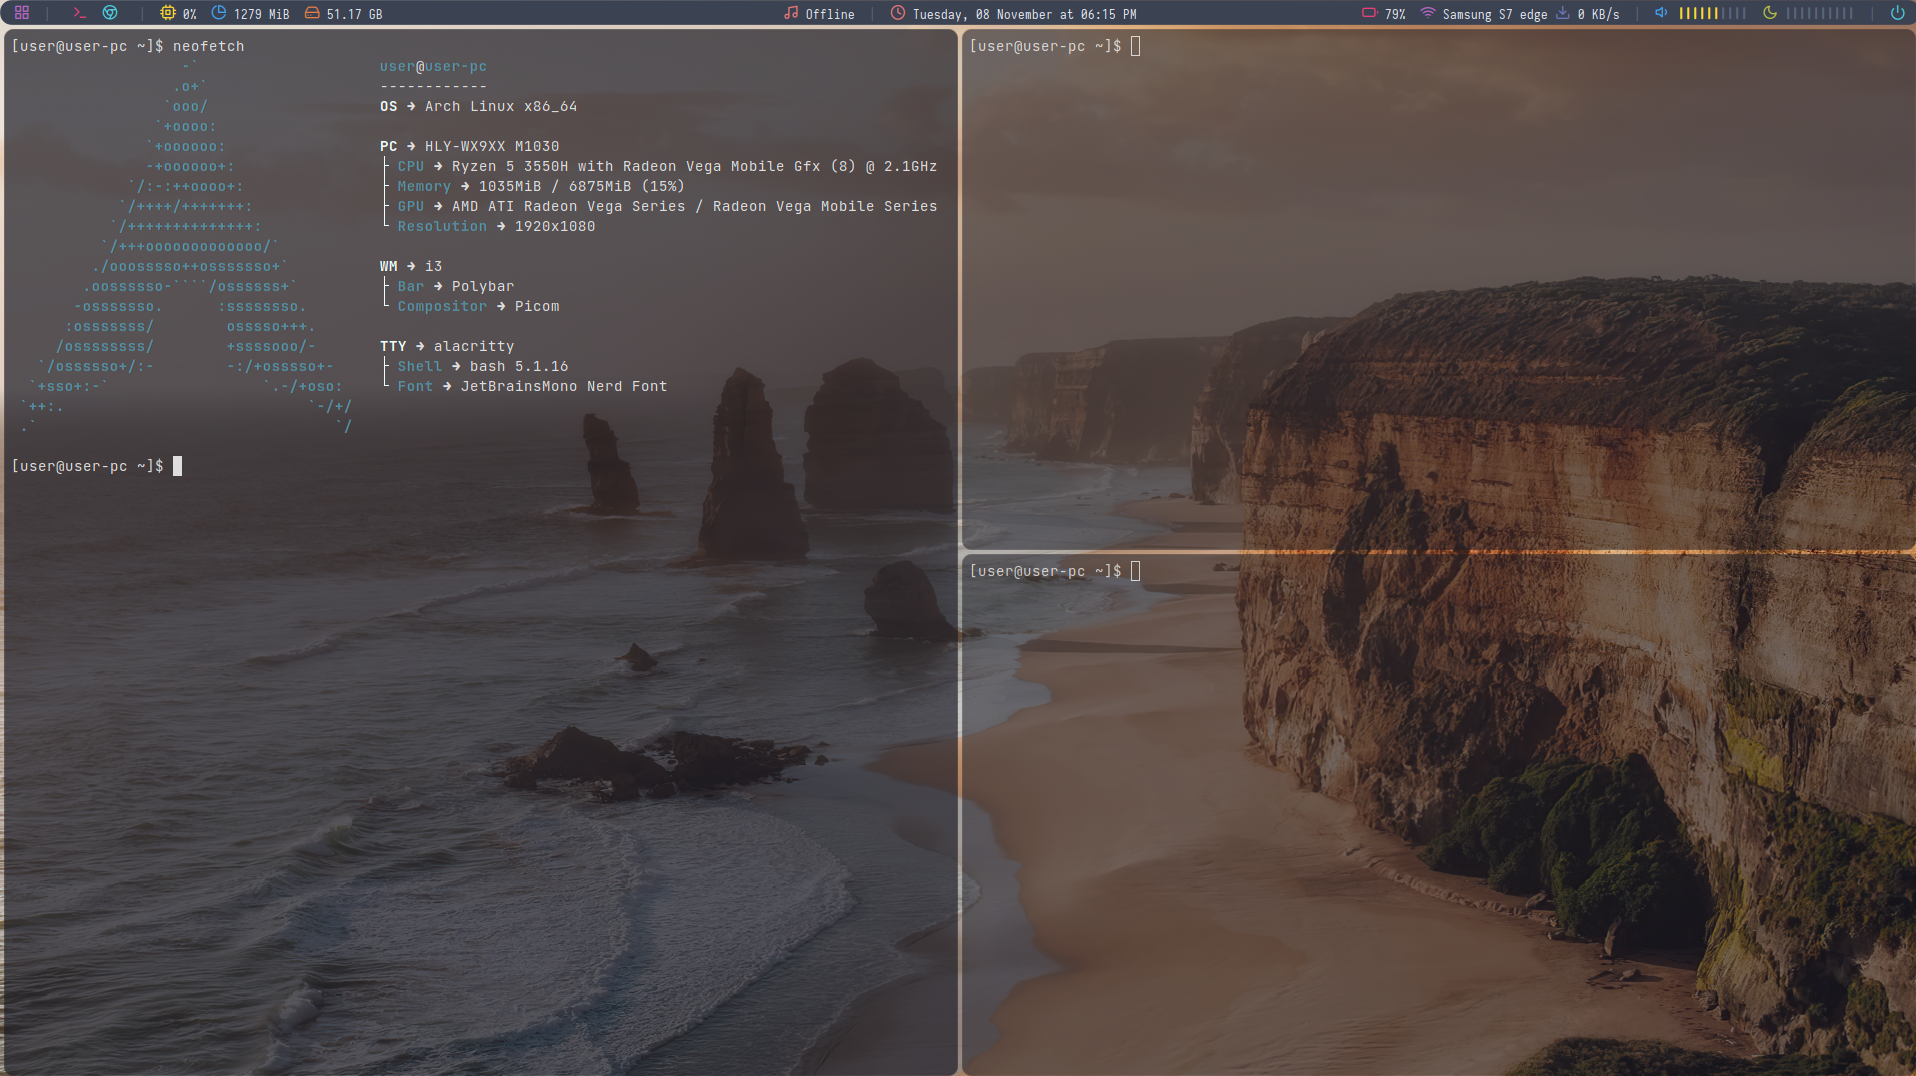 0% 1279 MiB 51.17 GB Offline Tuesday, 08 November at 06:15 PM 79% Samsung S7 edge 0 KB/s
[user@user-pc ~]$ neofetch
                   -`
                  .o+`
                 `ooo/
                `+oooo:
               `+oooooo:
               -+oooooo+:
             `/:-:++oooo+:
            `/++++/+++++++:
           `/++++++++++++++:
          `/+++ooooooooooooo/`
         ./ooosssso++osssssso+`
        .oossssso-````/ossssss+`
       -osssssso.      :ssssssso.
      :osssssss/        osssso+++.
     /ossssssss/        +ssssooo/-
   `/ossssso+/:-        -:/+osssso+-
  `+sso+:-`                 `.-/+oso:
 `++:.                           `-/+/
 .`                                 `/
user@user-pc
------------
OS → Arch Linux x86_64
PC → HLY-WX9XX M1030
├ CPU → Ryzen 5 3550H with Radeon Vega Mobile Gfx (8) @ 2.1GHz
├ Memory → 1035MiB / 6875MiB (15%)
├ GPU → AMD ATI Radeon Vega Series / Radeon Vega Mobile Series
└ Resolution → 1920x1080
WM → i3
├ Bar → Polybar
└ Compositor → Picom
TTY → alacritty
├ Shell → bash 5.1.16
└ Font → JetBrainsMono Nerd Font
[user@user-pc ~]$
[user@user-pc ~]$
[user@user-pc ~]$